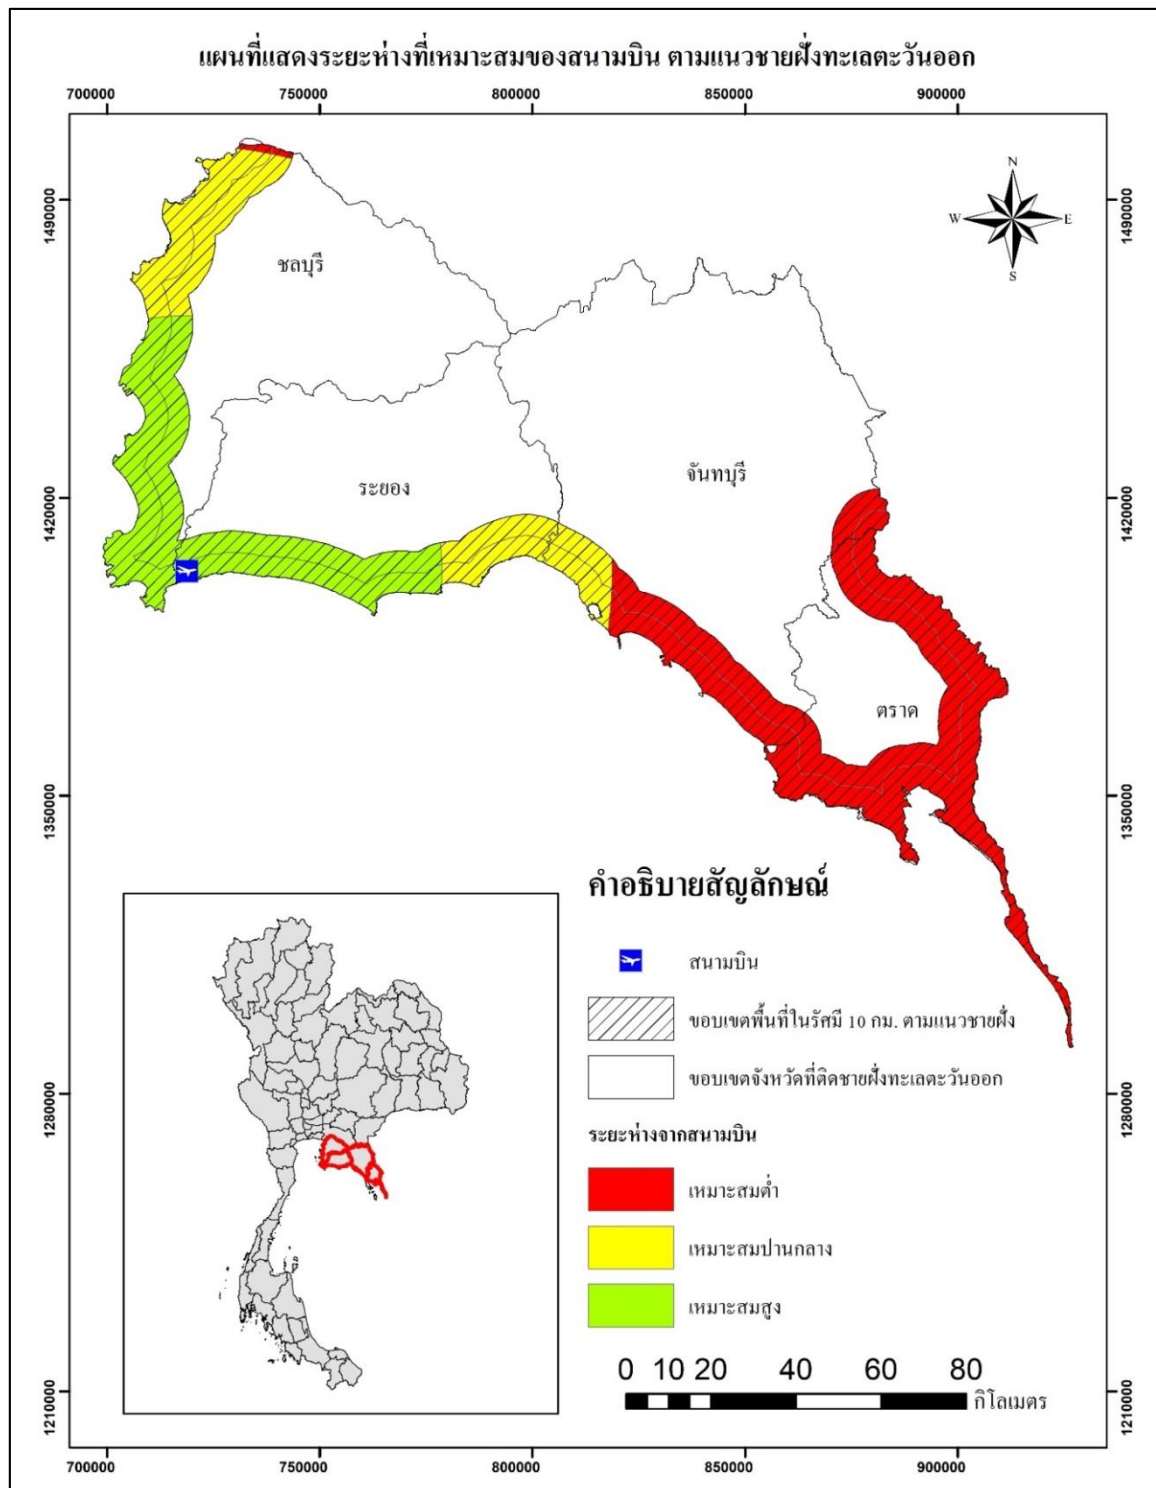 แผนที่แสดงระยะห่างที่เหมาะสมของสนามบิน ตามแนวชายฝั่งทะเลตะวันออก
700000 750000 800000 850000 900000
1490000 1490000
N
W E
S
ชลบุรี
จันทบุรี
ระยอง
1420000 1420000
ตราด
1350000 1350000
คำอธิบายสัญลักษณ์
สนามบิน
ขอบเขตพื้นที่ในรัศมี 10 กม. ตามแนวชายฝั่ง
ขอบเขตจังหวัดที่ติดชายฝั่งทะเลตะวันออก
1280000 1280000
ระยะห่างจากสนามบิน
เหมาะสมต่ำ
เหมาะสมปานกลาง
เหมาะสมสูง
0 10 20 40 60 80
กิโลเมตร
1210000 1210000
700000 750000 800000 850000 900000